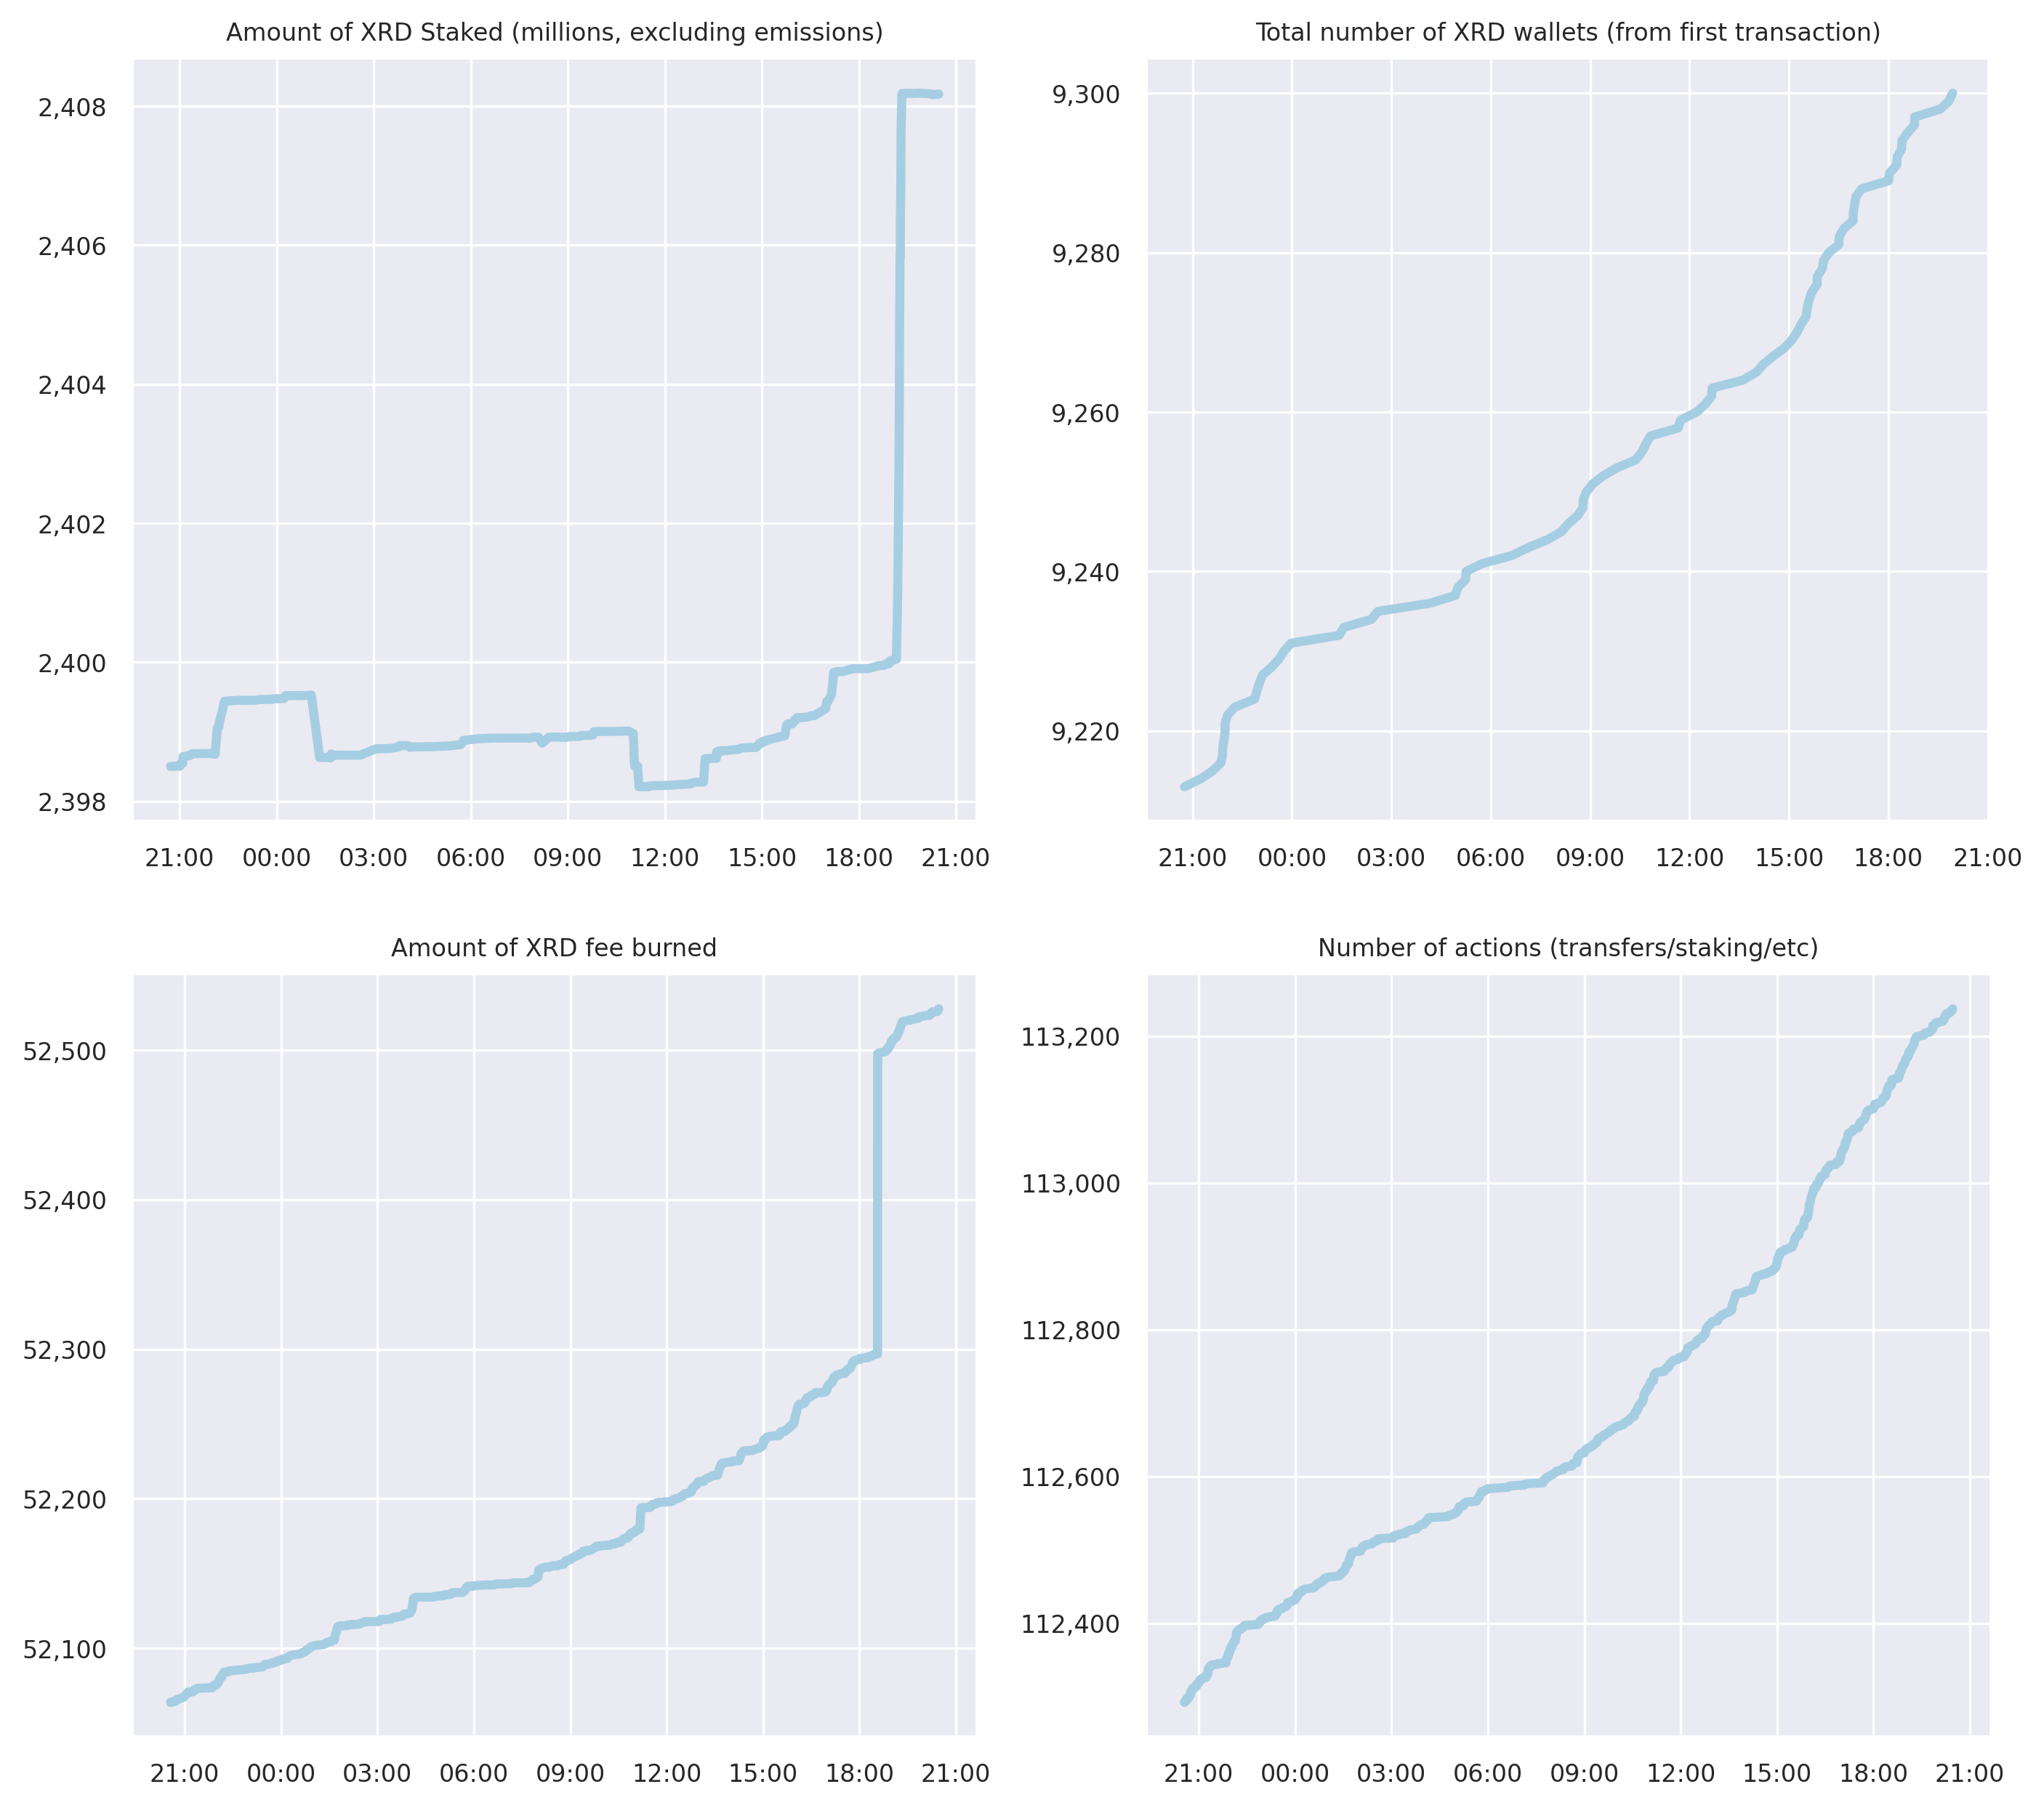 Amount of XRD Staked (millions, excluding emissions)
2,408
2,406
2,404
2,402
2,400
2,398
21:00 00:00 03:00 06:00 09:00 12:00 15:00 18:00 21:00
Total number of XRD wallets (from first transaction)
9,300
9,280
9,260
9,240
9,220
21:00 00:00 03:00 06:00 09:00 12:00 15:00 18:00 21:00
Amount of XRD fee burned
52,500
52,400
52,300
52,200
52,100
21:00 00:00 03:00 06:00 09:00 12:00 15:00 18:00 21:00
Number of actions (transfers/staking/etc)
113,200
113,000
112,800
112,600
112,400
21:00 00:00 03:00 06:00 09:00 12:00 15:00 18:00 21:00